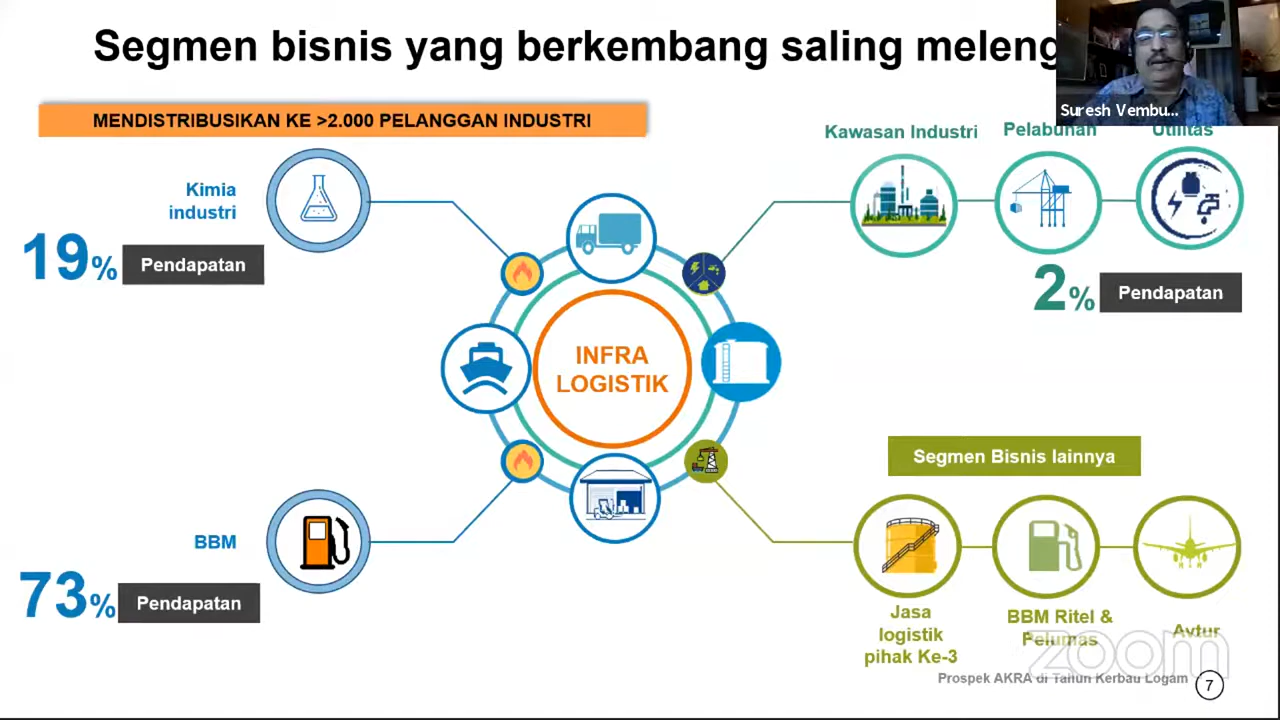 Segmen bisnis yang berkembang saling meleng
Suresh Vembu...
MENDISTRIBUSIKAN KE >2.000 PELANGGAN INDUSTRI
Kawasan Industri
Pelabuhan
Utilitas
Kimia
industri
19% Pendapatan
2% Pendapatan
INFRA
LOGISTIK
Segmen Bisnis lainnya
BBM
73% Pendapatan
Jasa
logistik
pihak Ke-3
BBM Ritel &
Pelumas
Avtur
zoom
Prospek AKRA di Tahun Kerbau Logam
7